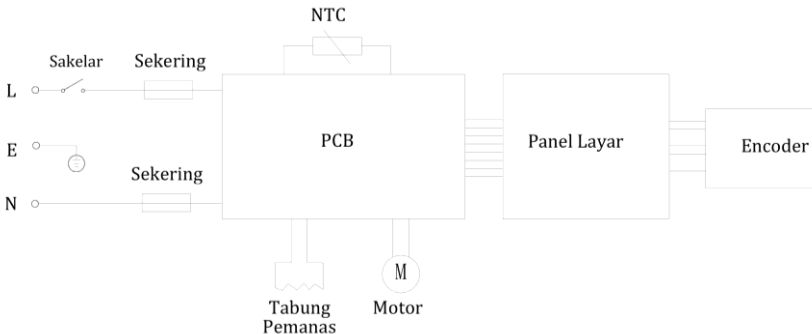 NTC
Sakelar
Sekering
L
PCB
Panel Layar
Encoder
E
Sekering
N
M
Tabung
Pemanas
Motor